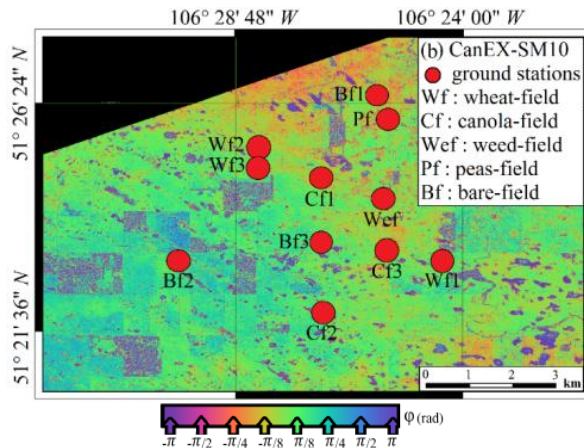 106° 28' 48" W
106° 24' 00" W
51° 26' 24" N
51° 21' 36" N
(b) CanEX-SM10
ground stations
Wf : wheat-field
Cf : canola-field
Wef : weed-field
Pf : peas-field
Bf : bare-field
Bf1
Pf
Wf2
Wf3
Cf1
Wef
Bf3
Cf3
Wf1
Bf2
Cf2
0 1 2 3
km
φ (rad)
-π -π/2 -π/4 -π/8 π/8 π/4 π/2 π